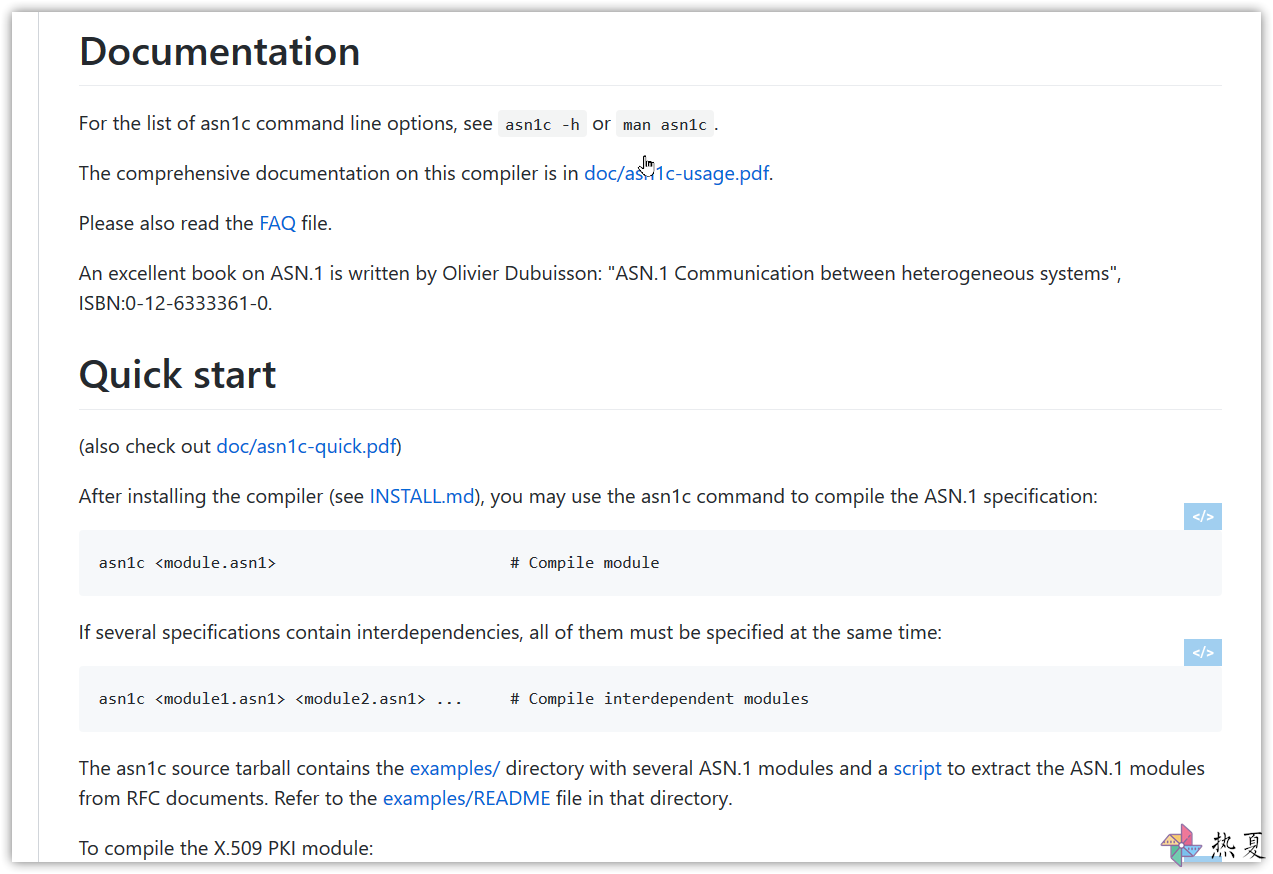 Documentation
For the list of asn1c command line options, see asn1c -h or man asn1c.
The comprehensive documentation on this compiler is in doc/asn1c-usage.pdf.
Please also read the FAQ file.
An excellent book on ASN.1 is written by Olivier Dubuisson: "ASN.1 Communication between heterogeneous systems",
ISBN:0-12-6333361-0.
Quick start
(also check out doc/asn1c-quick.pdf)
After installing the compiler (see INSTALL.md), you may use the asn1c command to compile the ASN.1 specification:
</>
asn1c <module.asn1> # Compile module
If several specifications contain interdependencies, all of them must be specified at the same time:
</>
asn1c <module1.asn1> <module2.asn1> ... # Compile interdependent modules
The asn1c source tarball contains the examples/ directory with several ASN.1 modules and a script to extract the ASN.1 modules
from RFC documents. Refer to the examples/README file in that directory.
To compile the X.509 PKI module:
热夏